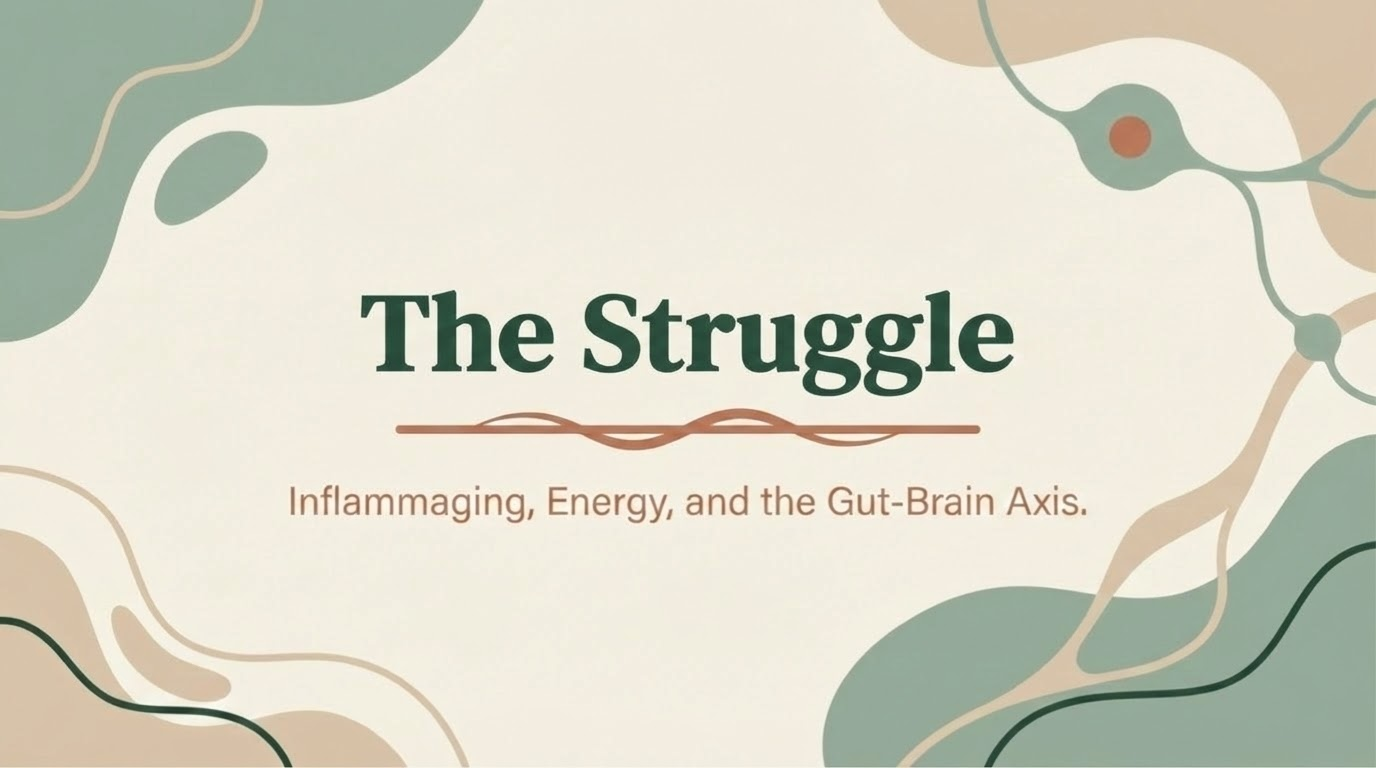 The Struggle
Inflammaging, Energy, and the Gut-Brain Axis.